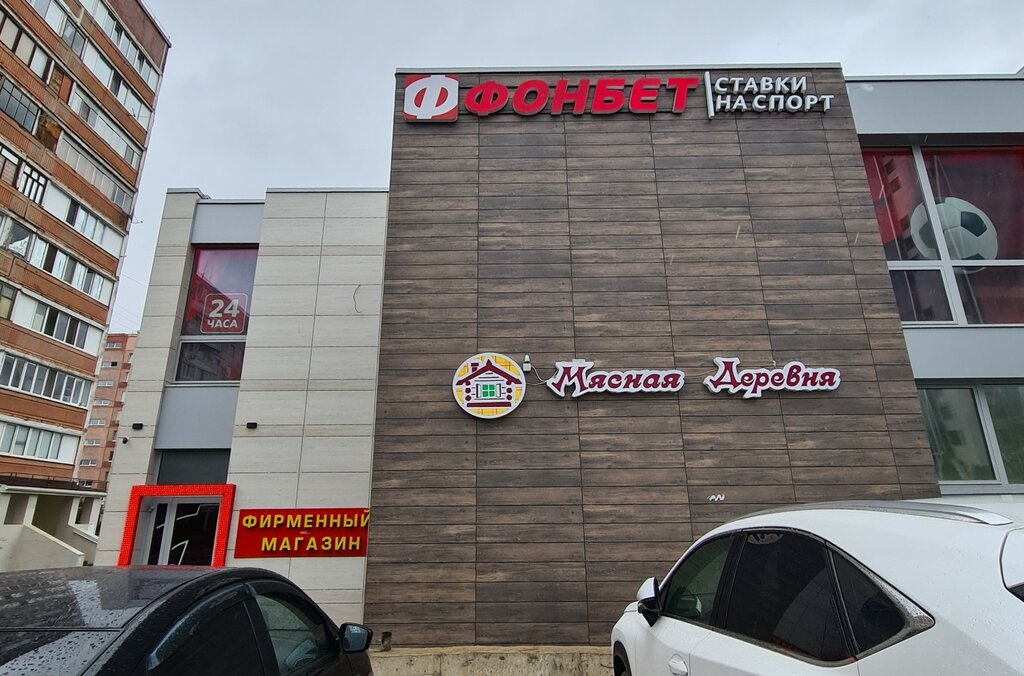 Ф ФОНБЕТ
СТАВКИ
НА СПОРТ
24
ЧАСА
Мясная Деревня
ФИРМЕННЫЙ
МАГАЗИН